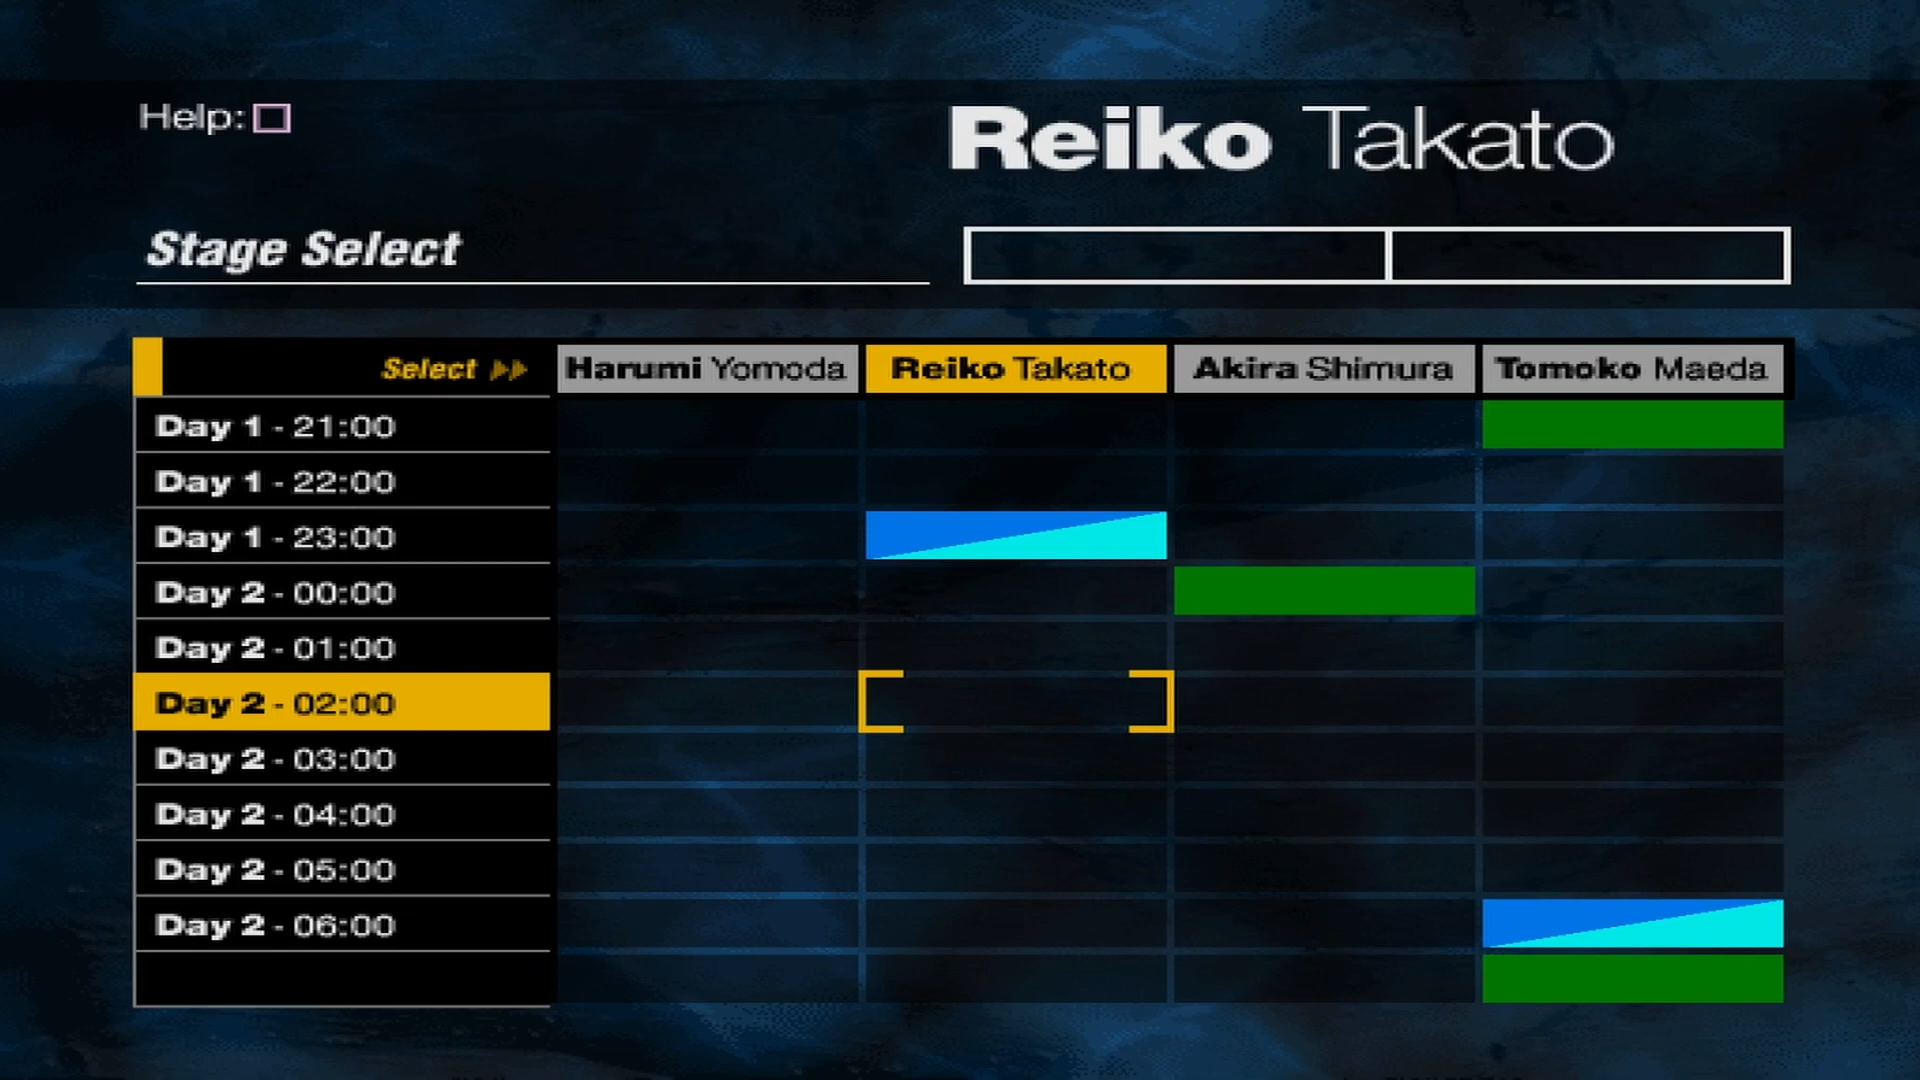 Help:
Reiko Takato
Stage Select
Select
Harumi Yomoda
Reiko Takato
Akira Shimura
Tomoko Maeda
Day 1 - 21:00
Day 1 - 22:00
Day 1 - 23:00
Day 2 - 00:00
Day 2 - 01:00
Day 2 - 02:00
Day 2 - 03:00
Day 2 - 04:00
Day 2 - 05:00
Day 2 - 06:00